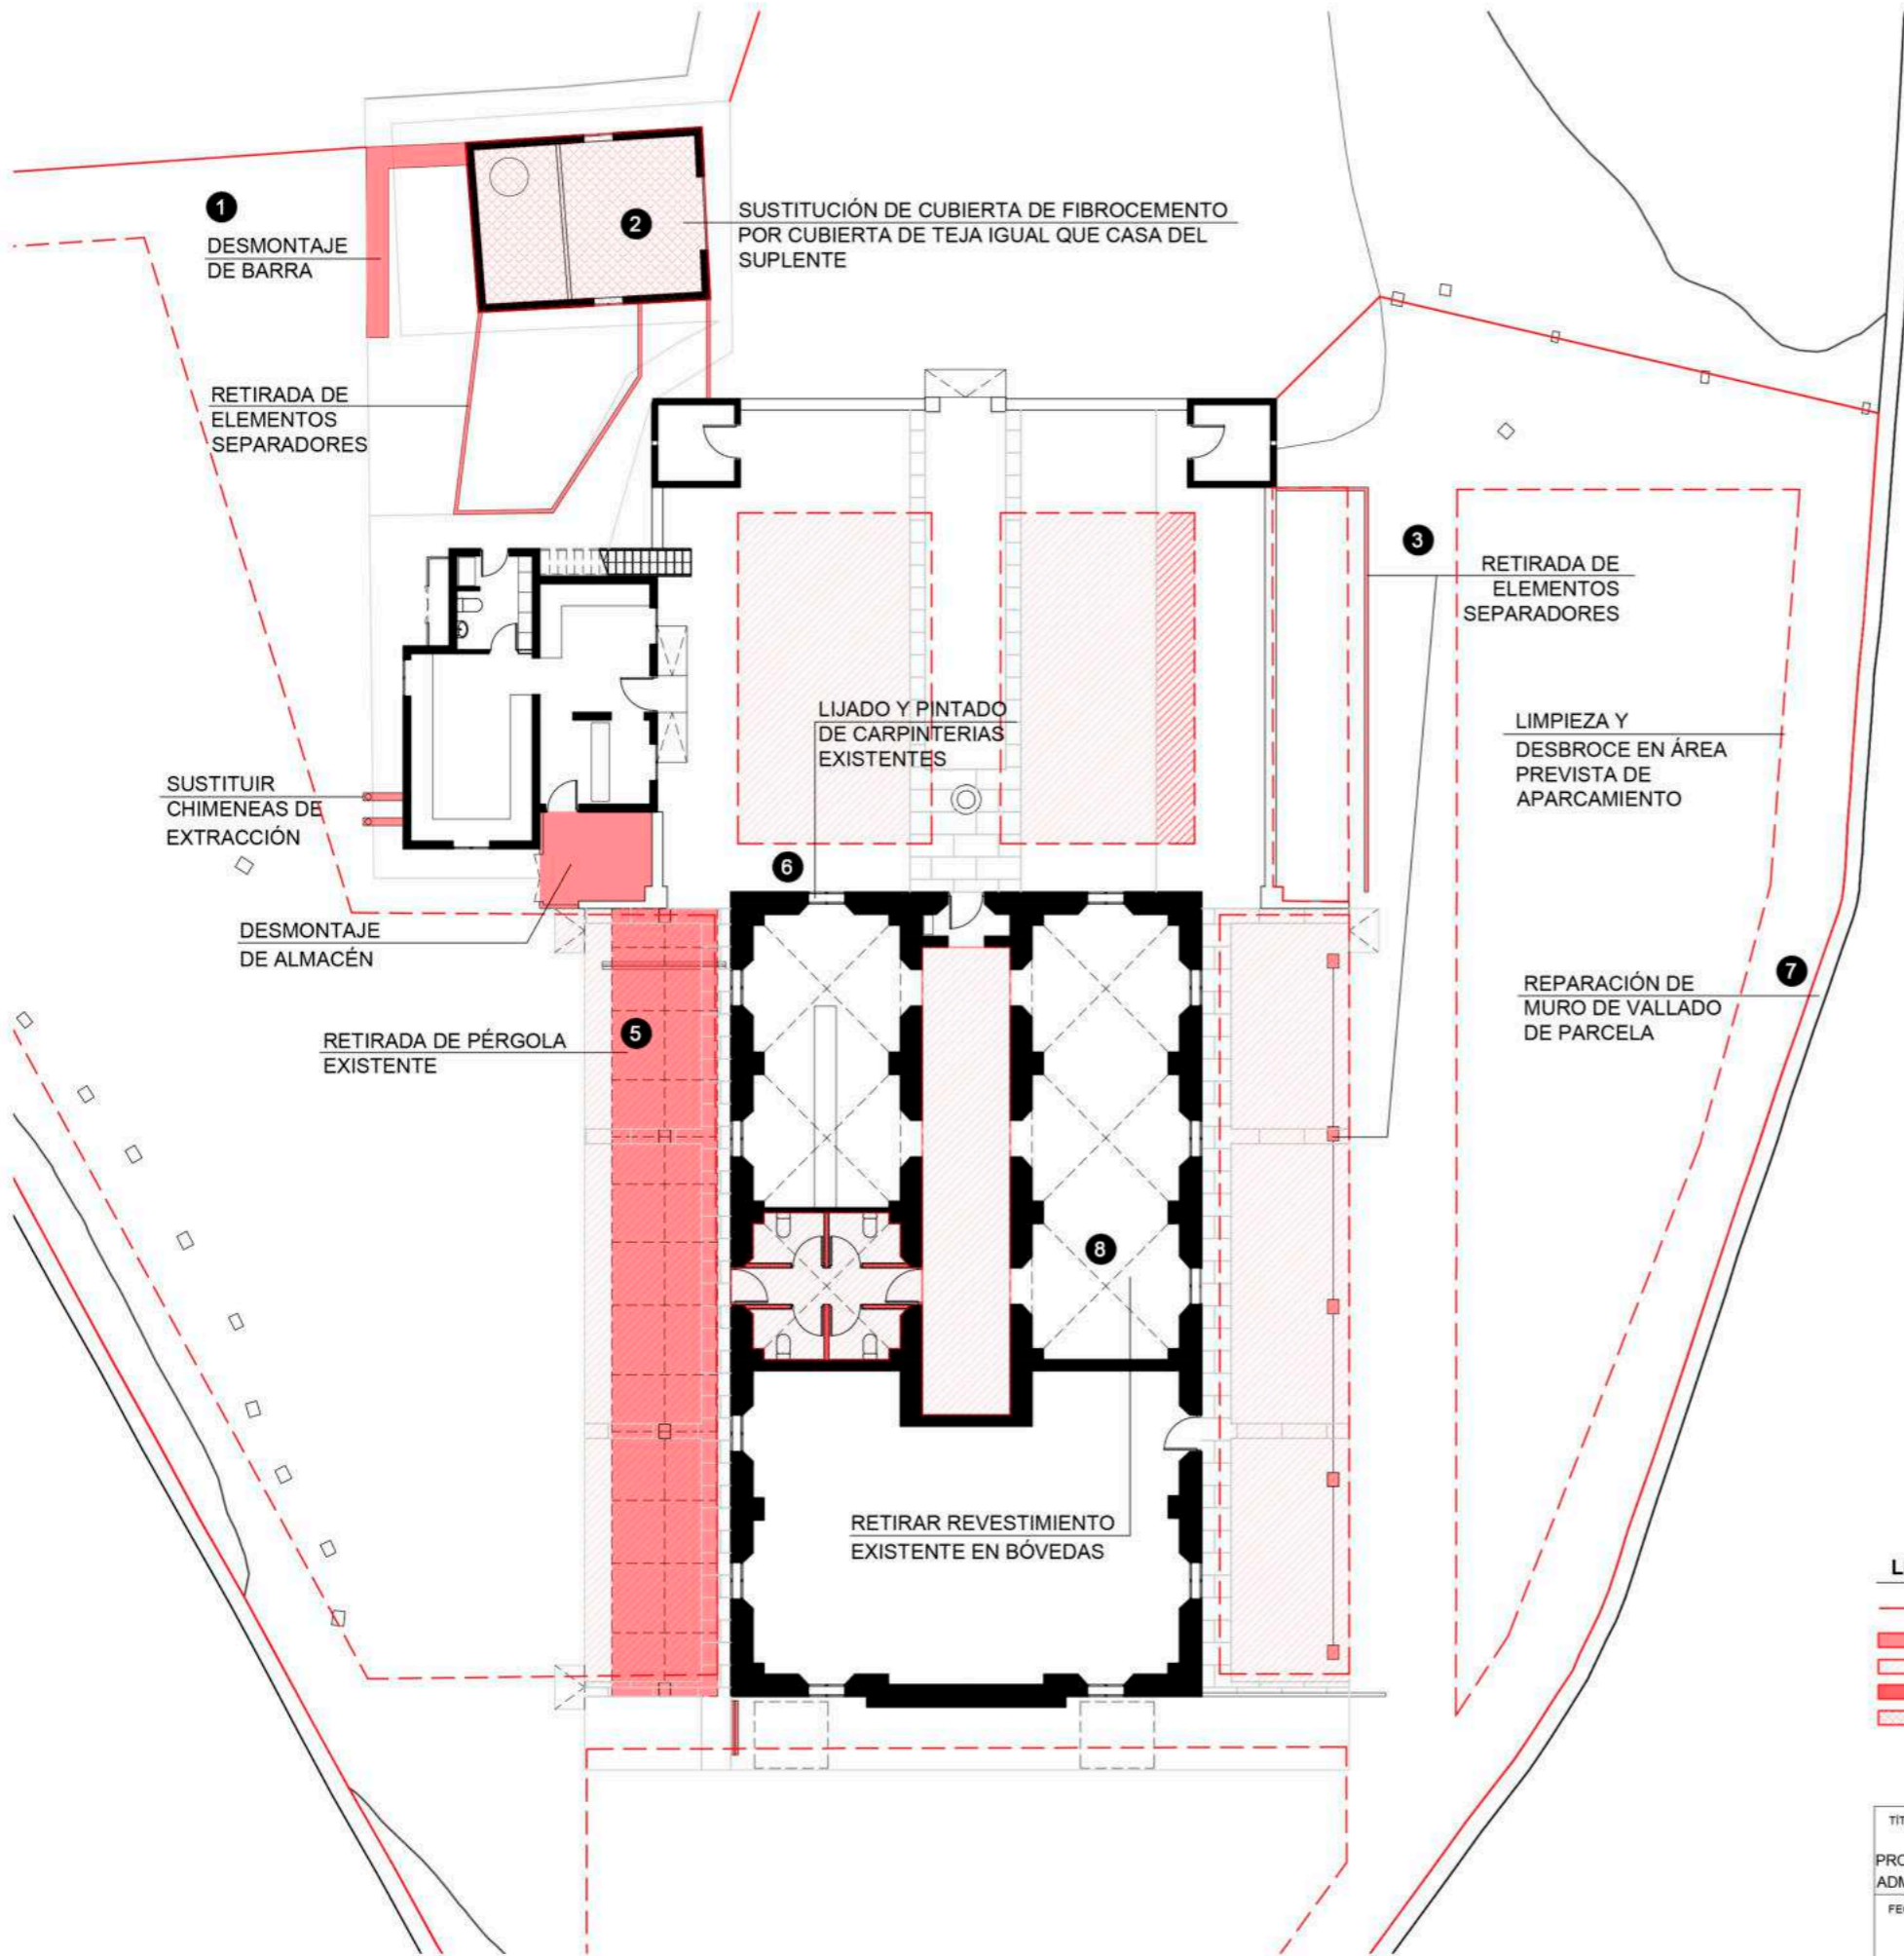 1
DESMONTAJE
DE BARRA
2
SUSTITUCIÓN DE CUBIERTA DE FIBROCEMENTO
POR CUBIERTA DE TEJA IGUAL QUE CASA DEL
SUPLENTE
RETIRADA DE
ELEMENTOS
SEPARADORES
3
RETIRADA DE
ELEMENTOS
SEPARADORES
LIJADO Y PINTADO
DE CARPINTERIAS
EXISTENTES
LIMPIEZA Y
DESBROCE EN ÁREA
PREVISTA DE
APARCAMIENTO
SUSTITUIR
CHIMENEAS DE
EXTRACCIÓN
6
DESMONTAJE
DE ALMACÉN
7
REPARACIÓN DE
MURO DE VALLADO
DE PARCELA
5
RETIRADA DE PÉRGOLA
EXISTENTE
8
RETIRAR REVESTIMIENTO
EXISTENTE EN BÓVEDAS